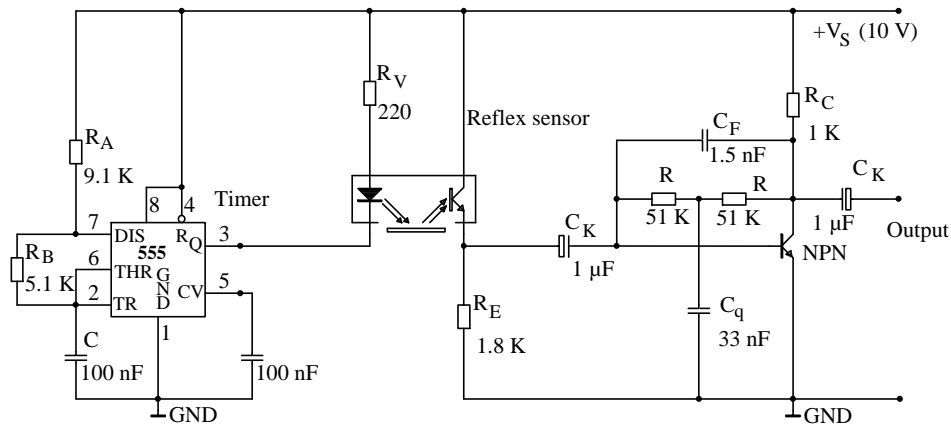 +V_S (10 V)
R_V
220
R_C
1 K
Reflex sensor
C_F
1.5 nF
R_A
9.1 K
Timer
8
4
R
R
C_K
51 K
51 K
7
DIS
555
R
Q
3
C_K
1 µF
Output
R_B
5.1 K
6
THR
G
N
D
CV
5
1 µF
NPN
2
TR
R_E
1.8 K
C_q
33 nF
C
100 nF
1
100 nF
GND
GND